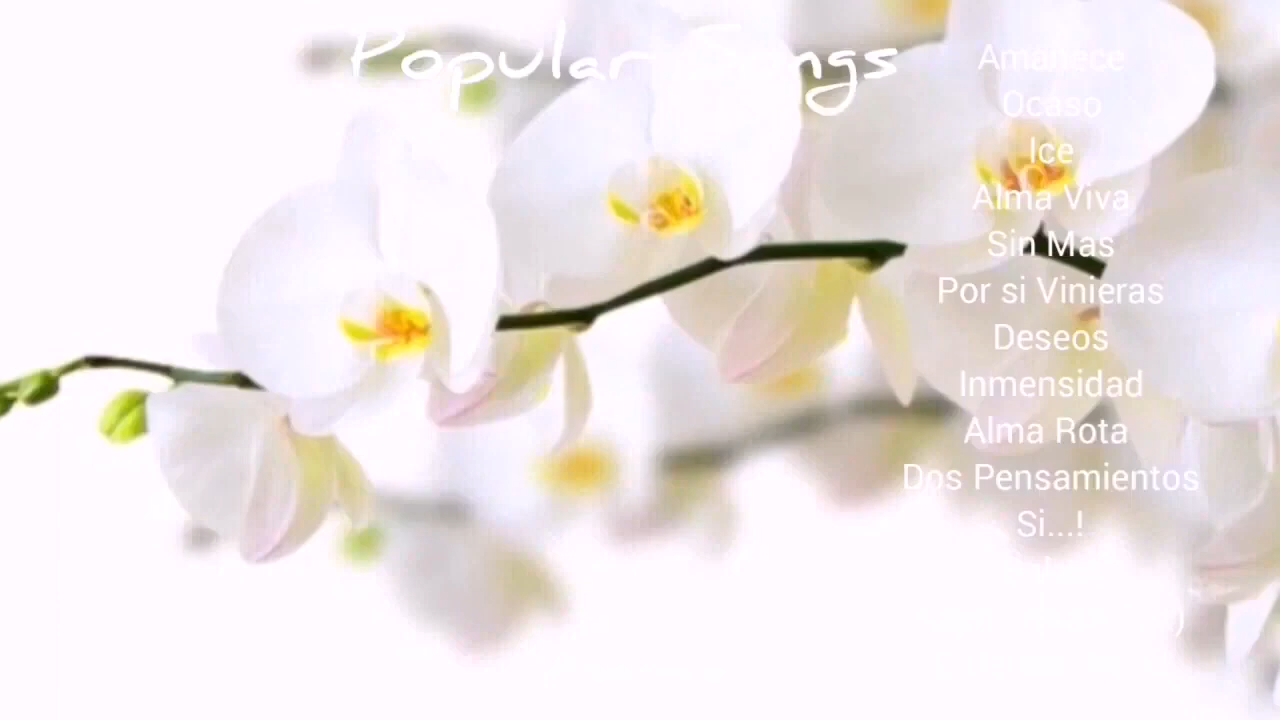 Popular Songs
Amanece
Ocaso
Ice
Alma Viva
Sin Mas
Por si Vinieras
Deseos
Inmensidad
Alma Rota
Dos Pensamientos
Si...!